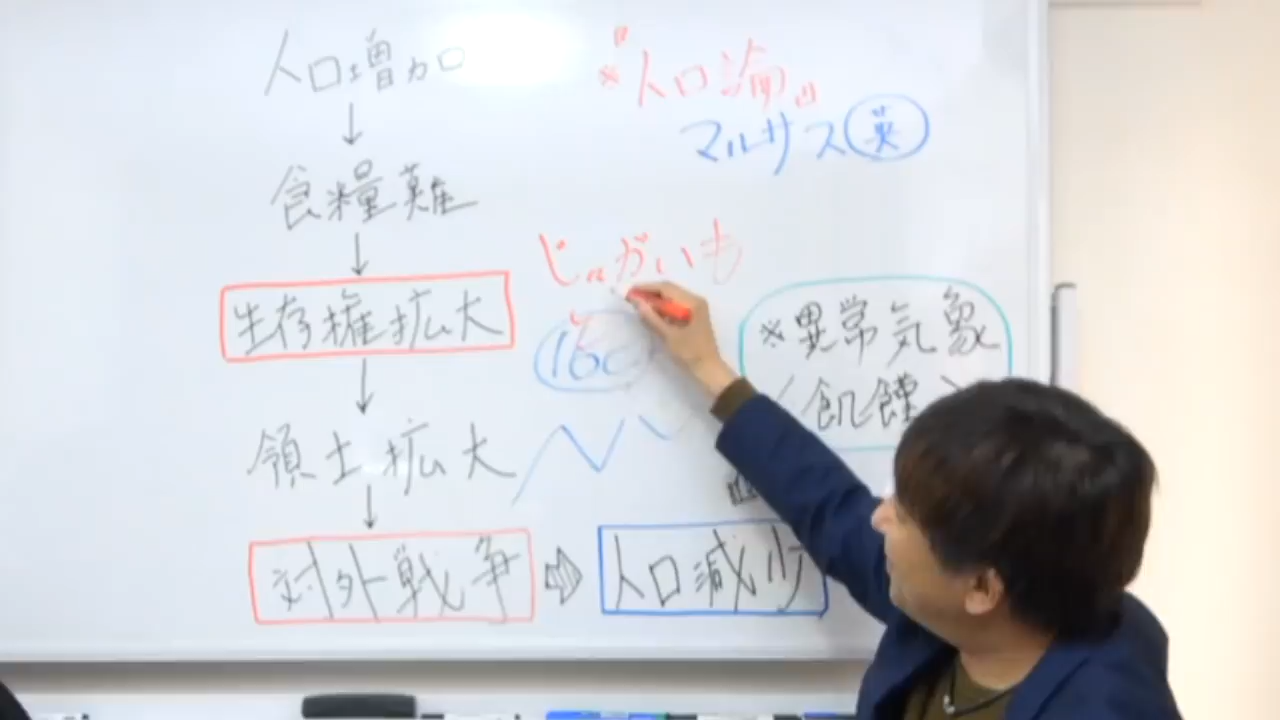 人口増加
↓
食糧難
↓
生存権拡大
↓
領土拡大
↓
対外戦争 ⇨ 人口減少
※『人口論』
マルサス 英
じゃがいも
160
※異常気象
〈飢饉〉